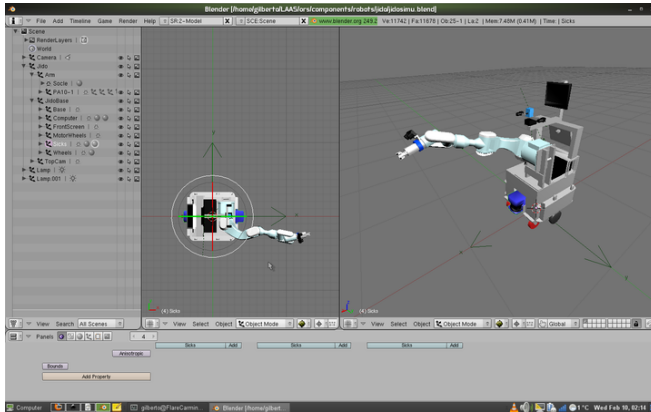 Blender [/home/gilberto/LAAS/ors/components/robots/jido/jidosimu.blend]
File Add Timeline Game Render Help SR:2-Model SCE:Scene www.blender.org 249.2 Ve:11742 | Fa:11678 | Ob:25-1 | La:2 | Mem:7.48M (0.41M) | Time: | Sicks
Scene
RenderLayers
World
Camera
Jido
Arm
Socle
PA10-1
JidoBase
Base
Computer
FrontScreen
MotorWheels
Sicks
Wheels
TopCam
Lamp
Lamp.001
y
x
(4) Sicks
y
x
(4) Sicks
View Search All Scenes
View Select Object Object Mode
View Select Object Object Mode Global
Panels 4
Sicks Add Sicks Add Sicks Add
Anisotropic
Bounds
Add Property
Computer gilberto@FlareCarmin... Blender [/home/gilbert... 1°C Wed Feb 10, 02:14